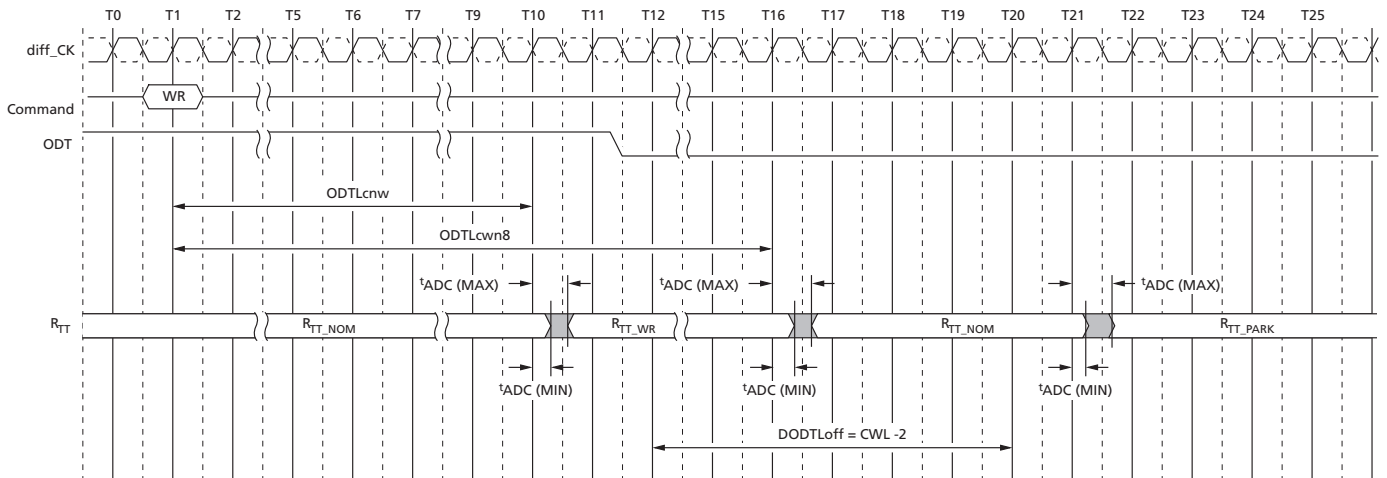 T0 T1 T2 T5 T6 T7 T9 T10 T11 T12 T15 T16 T17 T18 T19 T20 T21 T22 T23 T24 T25
diff_CK
Command
WR
ODT
ODTLcnw
ODTLcwn8
tADC (MAX) tADC (MAX) tADC (MAX)
RTT RTT_NOM RTT_WR RTT_NOM RTT_PARK
tADC (MIN) tADC (MIN) tADC (MIN)
DODTLoff = CWL -2